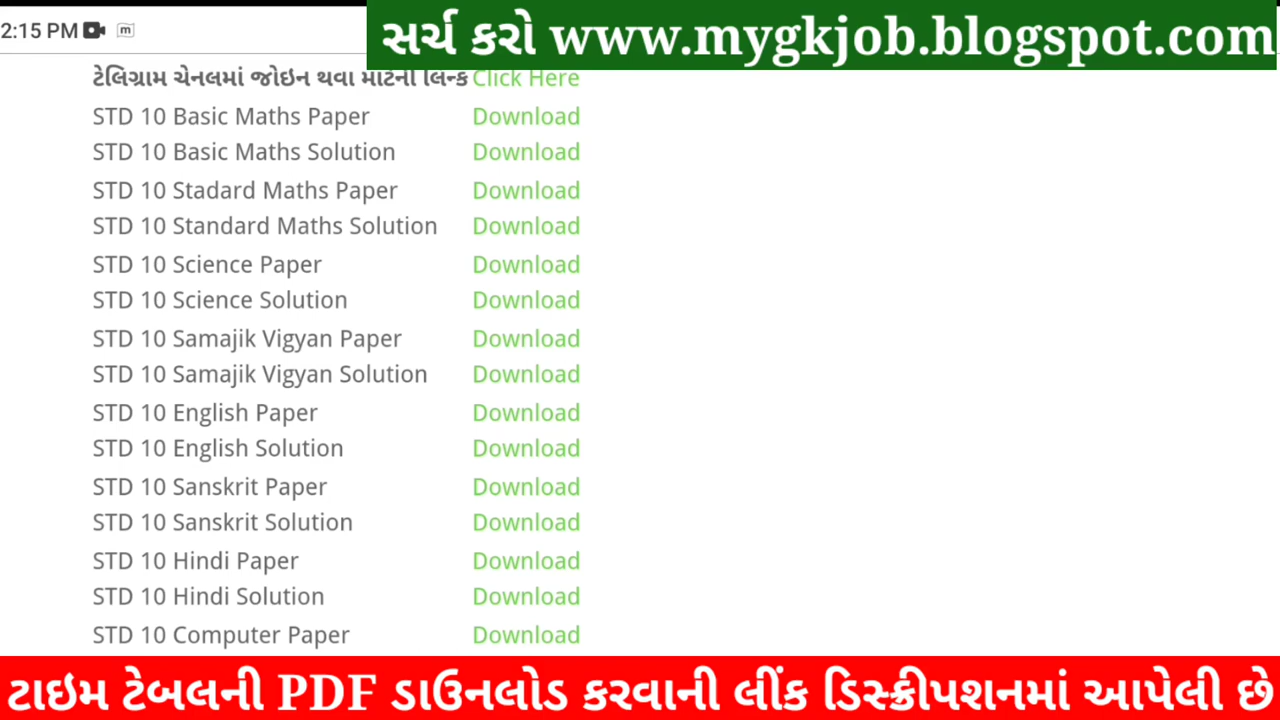 2:15 PM
સર્ચ કરો www.mygkjob.blogspot.com
ટેલિગ્રામ ચેનલમાં જોઇન થવા માટેની લિન્ક Click Here
STD 10 Basic Maths Paper Download
STD 10 Basic Maths Solution Download
STD 10 Stadard Maths Paper Download
STD 10 Standard Maths Solution Download
STD 10 Science Paper Download
STD 10 Science Solution Download
STD 10 Samajik Vigyan Paper Download
STD 10 Samajik Vigyan Solution Download
STD 10 English Paper Download
STD 10 English Solution Download
STD 10 Sanskrit Paper Download
STD 10 Sanskrit Solution Download
STD 10 Hindi Paper Download
STD 10 Hindi Solution Download
STD 10 Computer Paper Download
ટાઇમ ટેબલની PDF ડાઉનલોડ કરવાની લીંક ડિસ્ક્રીપશનમાં આપેલી છે